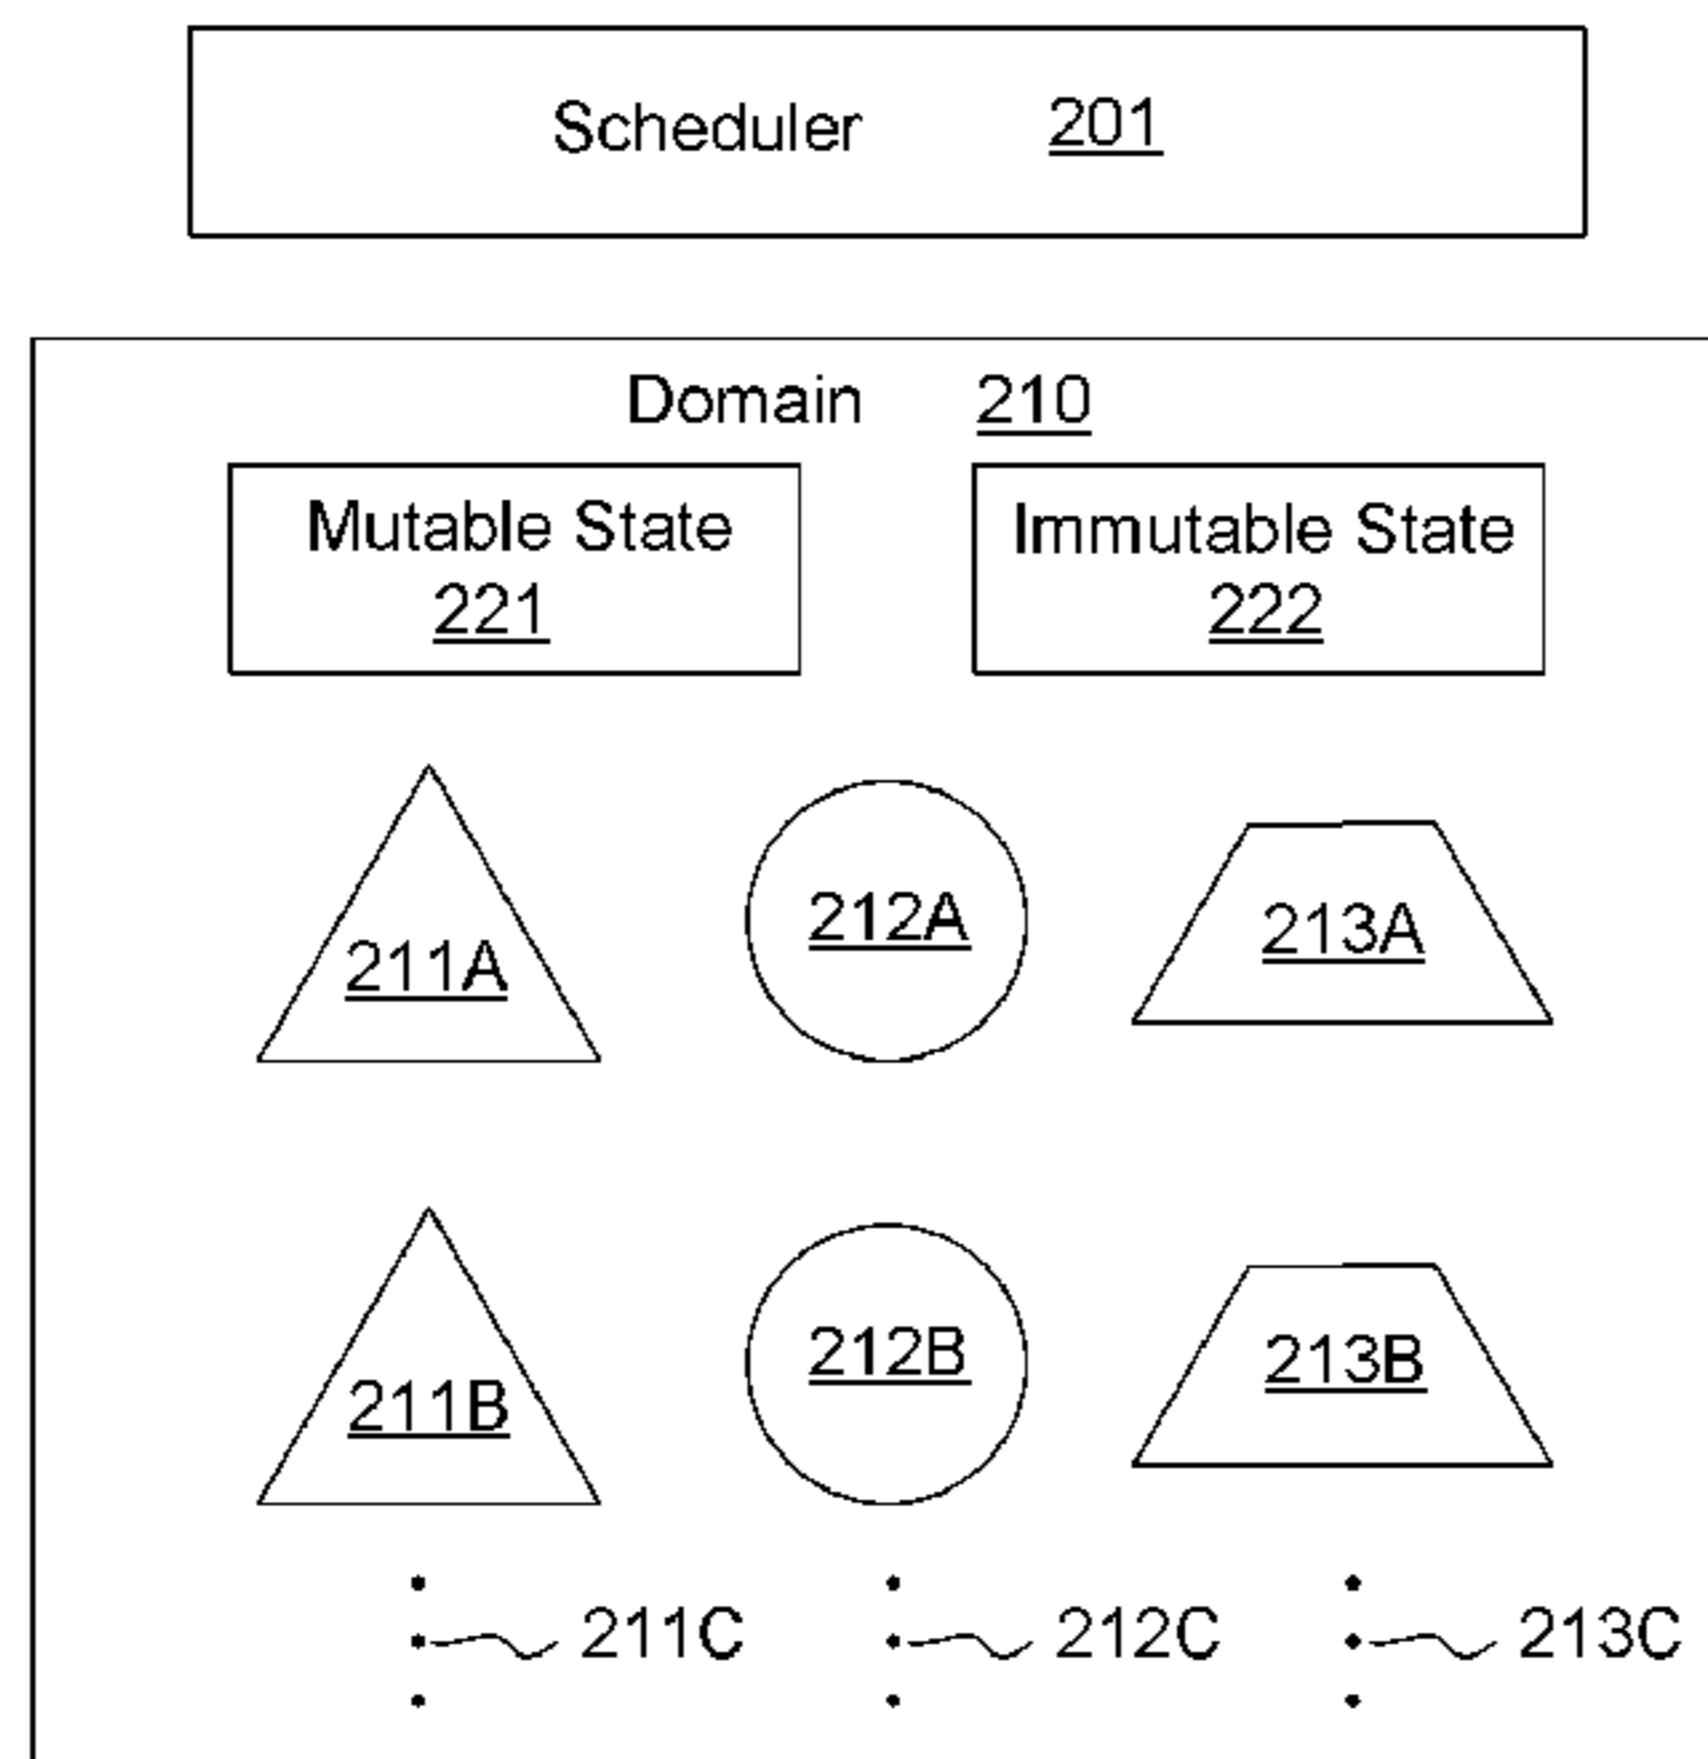 Scheduler 201
Domain 210
Mutable State
221
Immutable State
222
211A
212A
213A
211B
212B
213B
211C
212C
213C